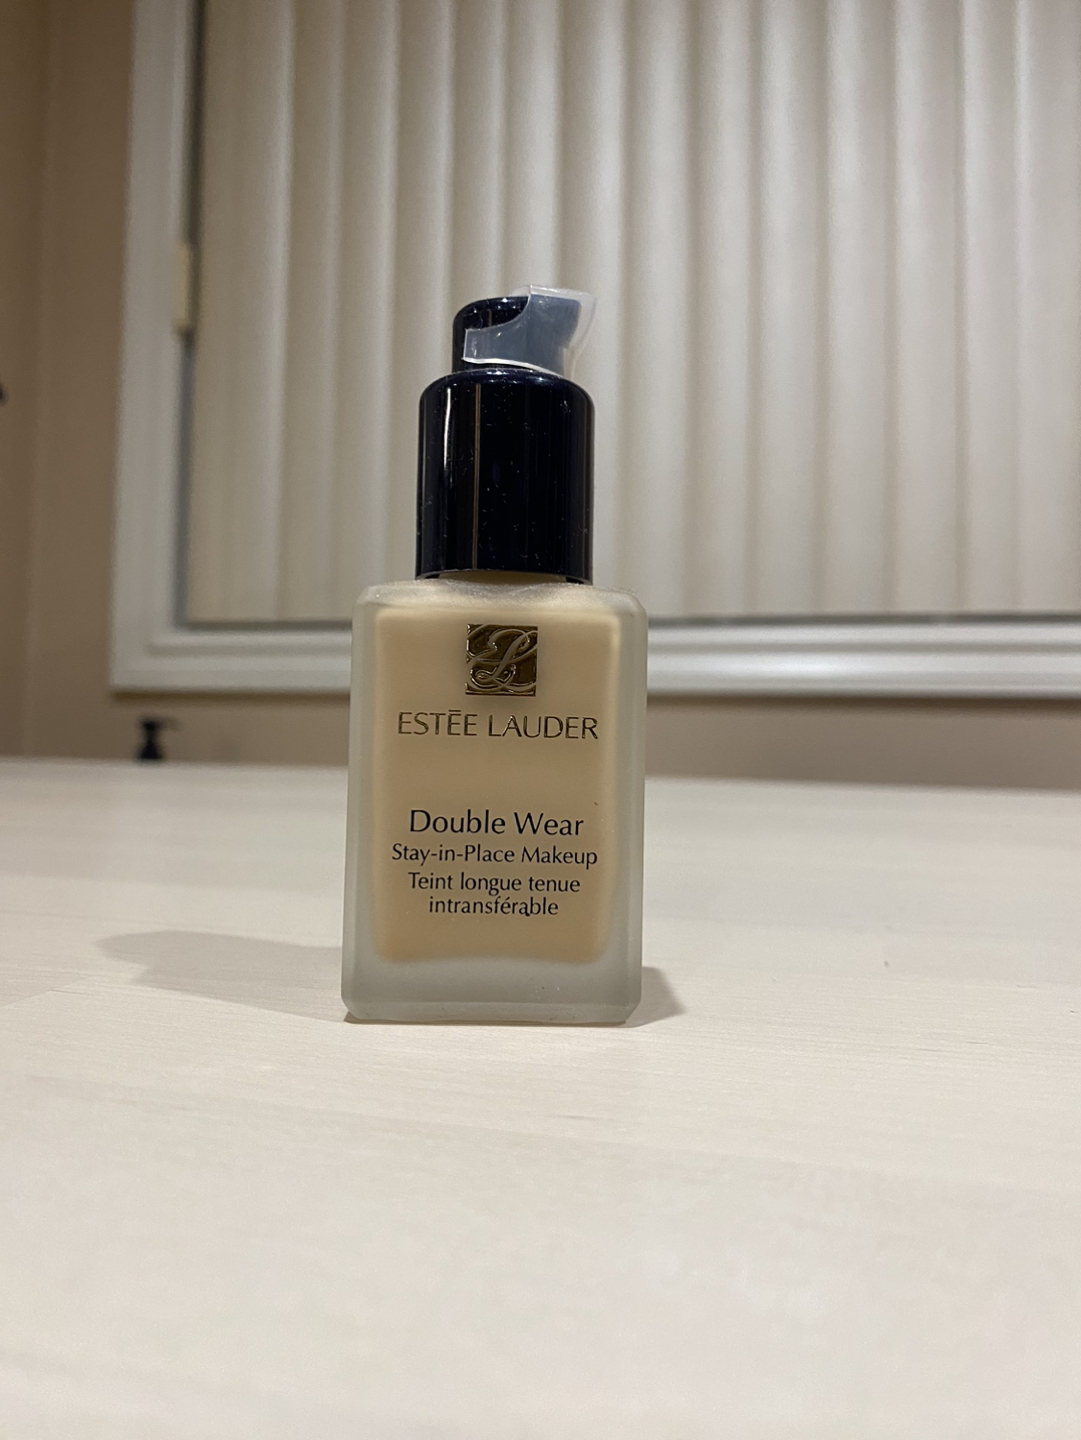 ESTĒE LAUDER
Double Wear
Stay-in-Place Makeup
Teint longue tenue
intransférable